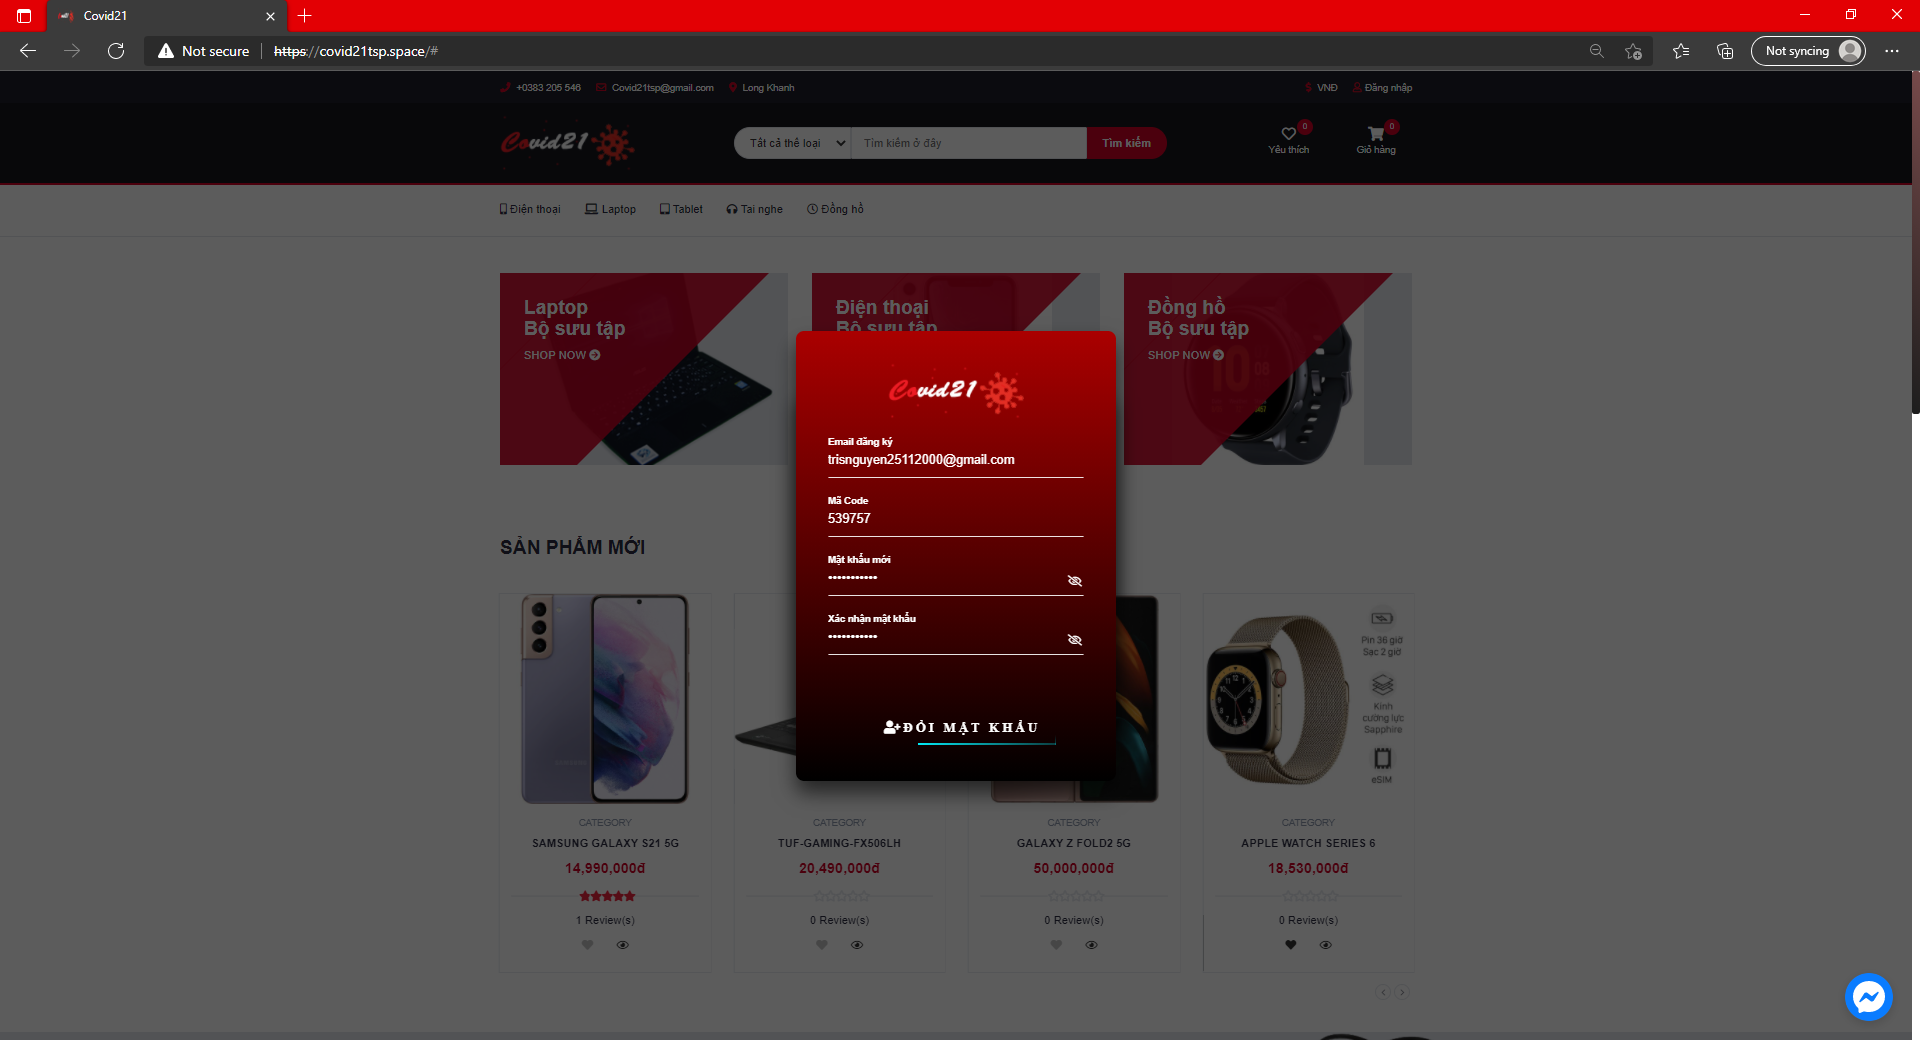 Covid21
Not secure
https://covid21tsp.space/#
Not syncing
+0383 205 546
Covid21tsp@gmail.com
Long Khanh
$ VNĐ
Đăng nhập
Covid21
Tất cả thể loại
Tìm kiếm ở đây
Tìm kiếm
0
Yêu thích
0
Giỏ hàng
Điện thoại
Laptop
Tablet
Tai nghe
Đồng hồ
Laptop
Bộ sưu tập
SHOP NOW
Điện thoại
Bộ sưu tập
Đồng hồ
Bộ sưu tập
SHOP NOW
Covid21
Email đăng ký
trisnguyen25112000@gmail.com
Mã Code
539757
Mật khẩu mới
•••••••••••
Xác nhận mật khẩu
•••••••••••
ĐỔI MẬT KHẨU
SẢN PHẨM MỚI
Pin 36 giờ
Sạc 2 giờ
Kính
cường lực
Sapphire
eSIM
CATEGORY
SAMSUNG GALAXY S21 5G
14,990,000đ
1 Review(s)
CATEGORY
TUF-GAMING-FX506LH
20,490,000đ
0 Review(s)
CATEGORY
GALAXY Z FOLD2 5G
50,000,000đ
0 Review(s)
CATEGORY
APPLE WATCH SERIES 6
18,530,000đ
0 Review(s)